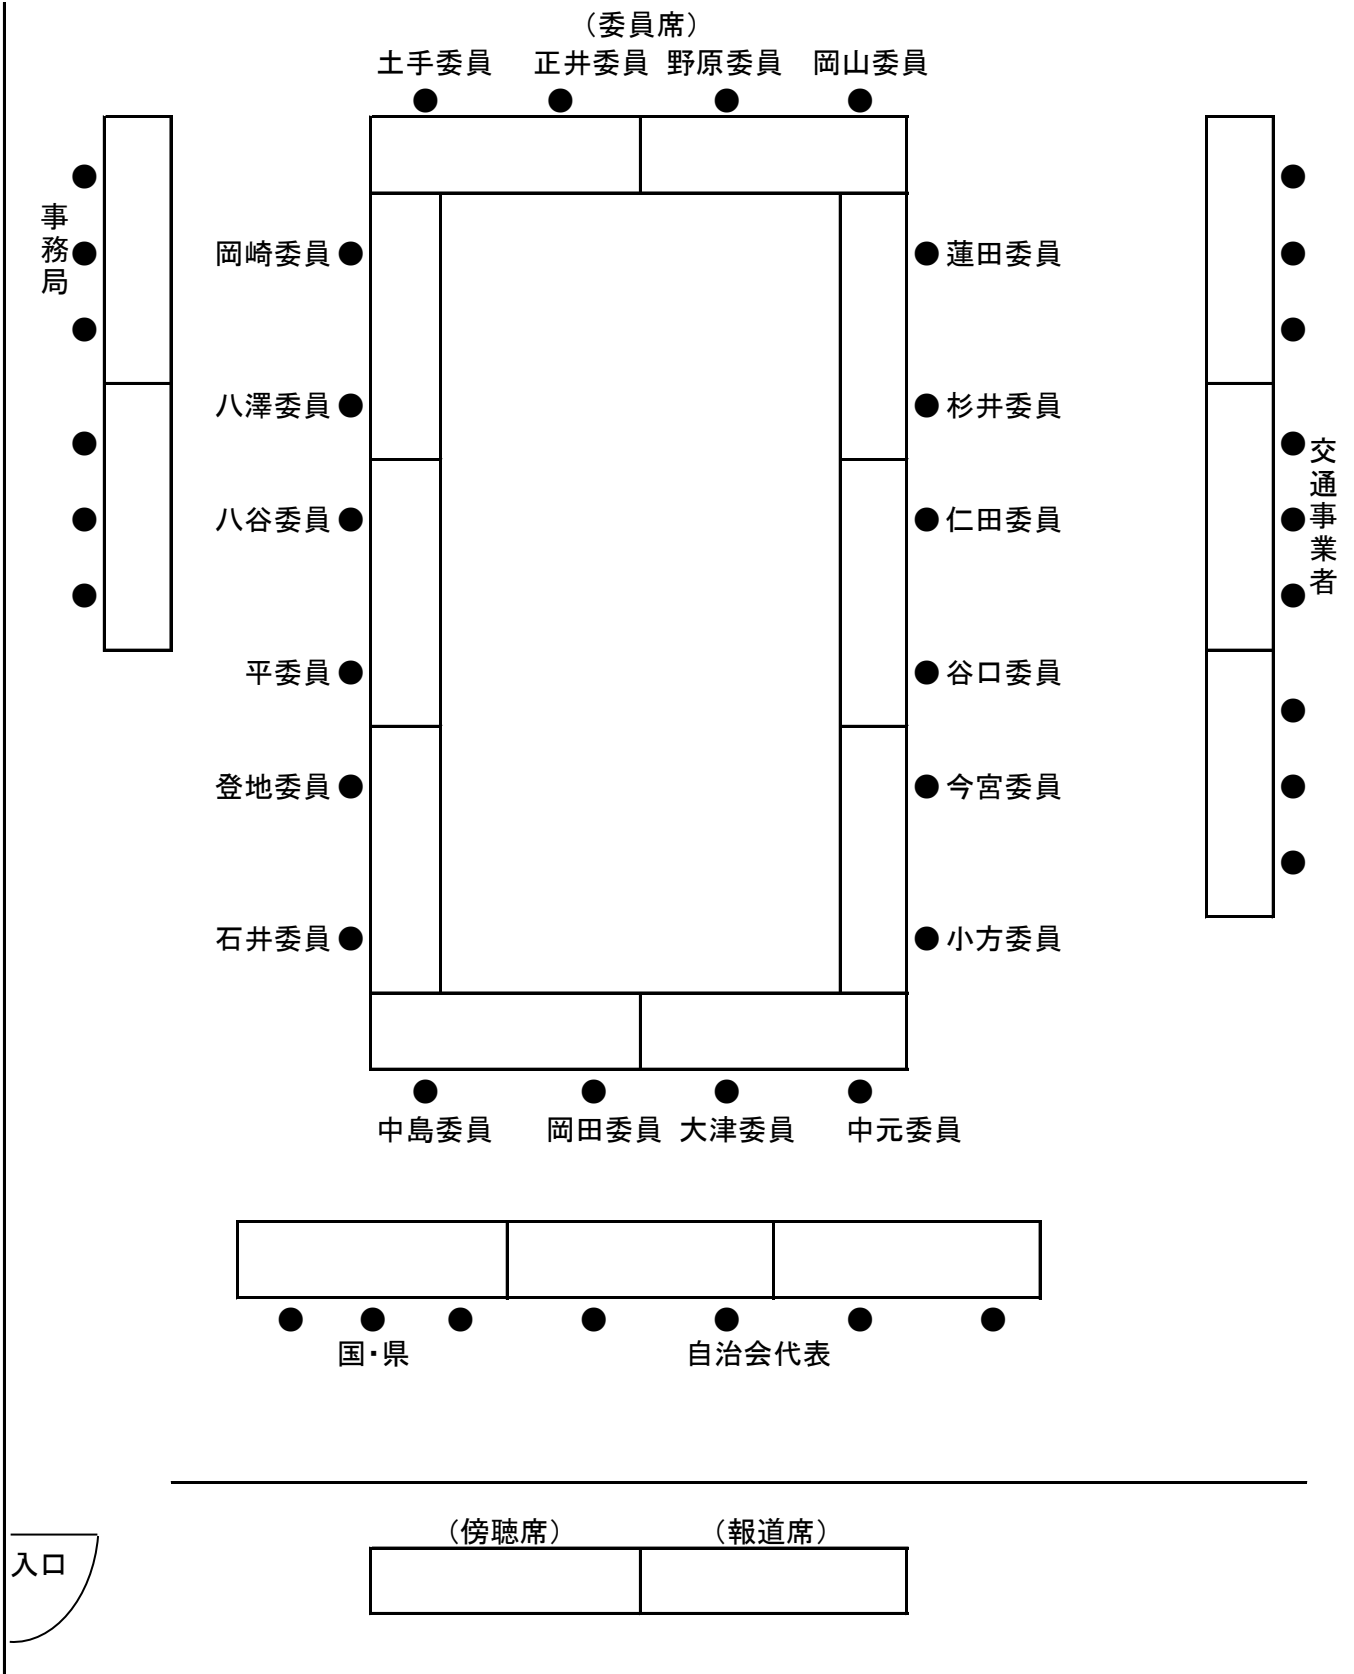 （委員席）
土手委員 正井委員 野原委員 岡山委員
事務局
岡崎委員 蓮田委員
八澤委員 杉井委員
交通事業者
八谷委員 仁田委員
平委員 谷口委員
登地委員 今宮委員
石井委員 小方委員
中島委員 岡田委員 大津委員 中元委員
国・県 自治会代表
（傍聴席） （報道席）
入口